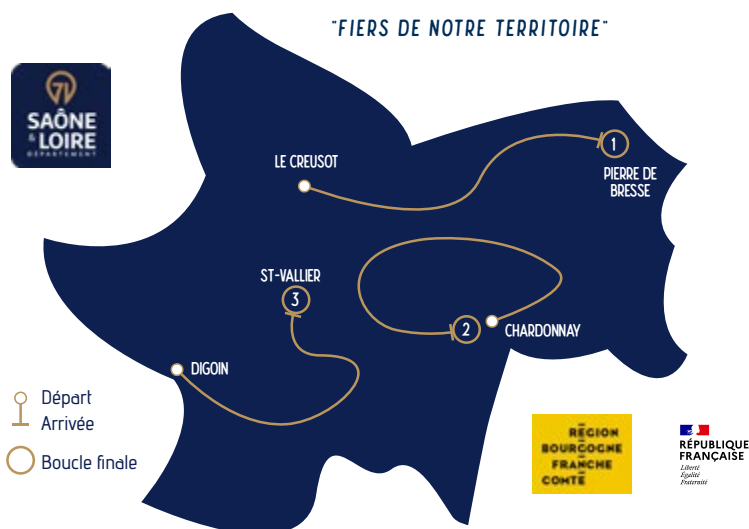 "FIERS DE NOTRE TERRITOIRE"
71
SAÔNE
& LOIRE
DÉPARTEMENT
LE CREUSOT
1
PIERRE DE
BRESSE
ST-VALLIER
3
2
CHARDONNAY
DIGOIN
Départ
Arrivée
Boucle finale
RÉGION
BOURGOGNE
FRANCHE
COMTÉ
RÉPUBLIQUE
FRANÇAISE
Liberté
Égalité
Fraternité